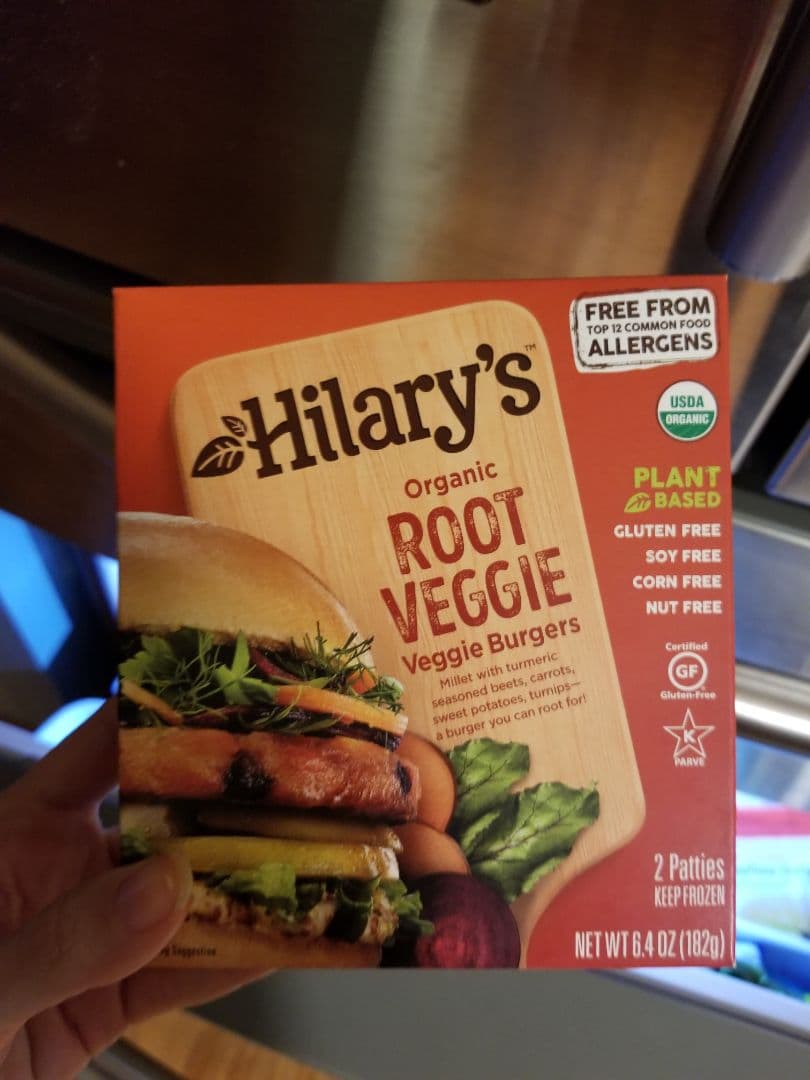 FREE FROM
TOP 12 COMMON FOOD
ALLERGENS
Hilary's™
USDA
ORGANIC
Organic
ROOT
VEGGIE
Veggie Burgers
Millet with turmeric
seasoned beets, carrots,
sweet potatoes, turnips—
a burger you can root for!
PLANT
BASED
GLUTEN FREE
SOY FREE
CORN FREE
NUT FREE
Certified
GF
Gluten-Free
K
PARVE
2 Patties
KEEP FROZEN
NET WT 6.4 OZ (182g)
Suggestion